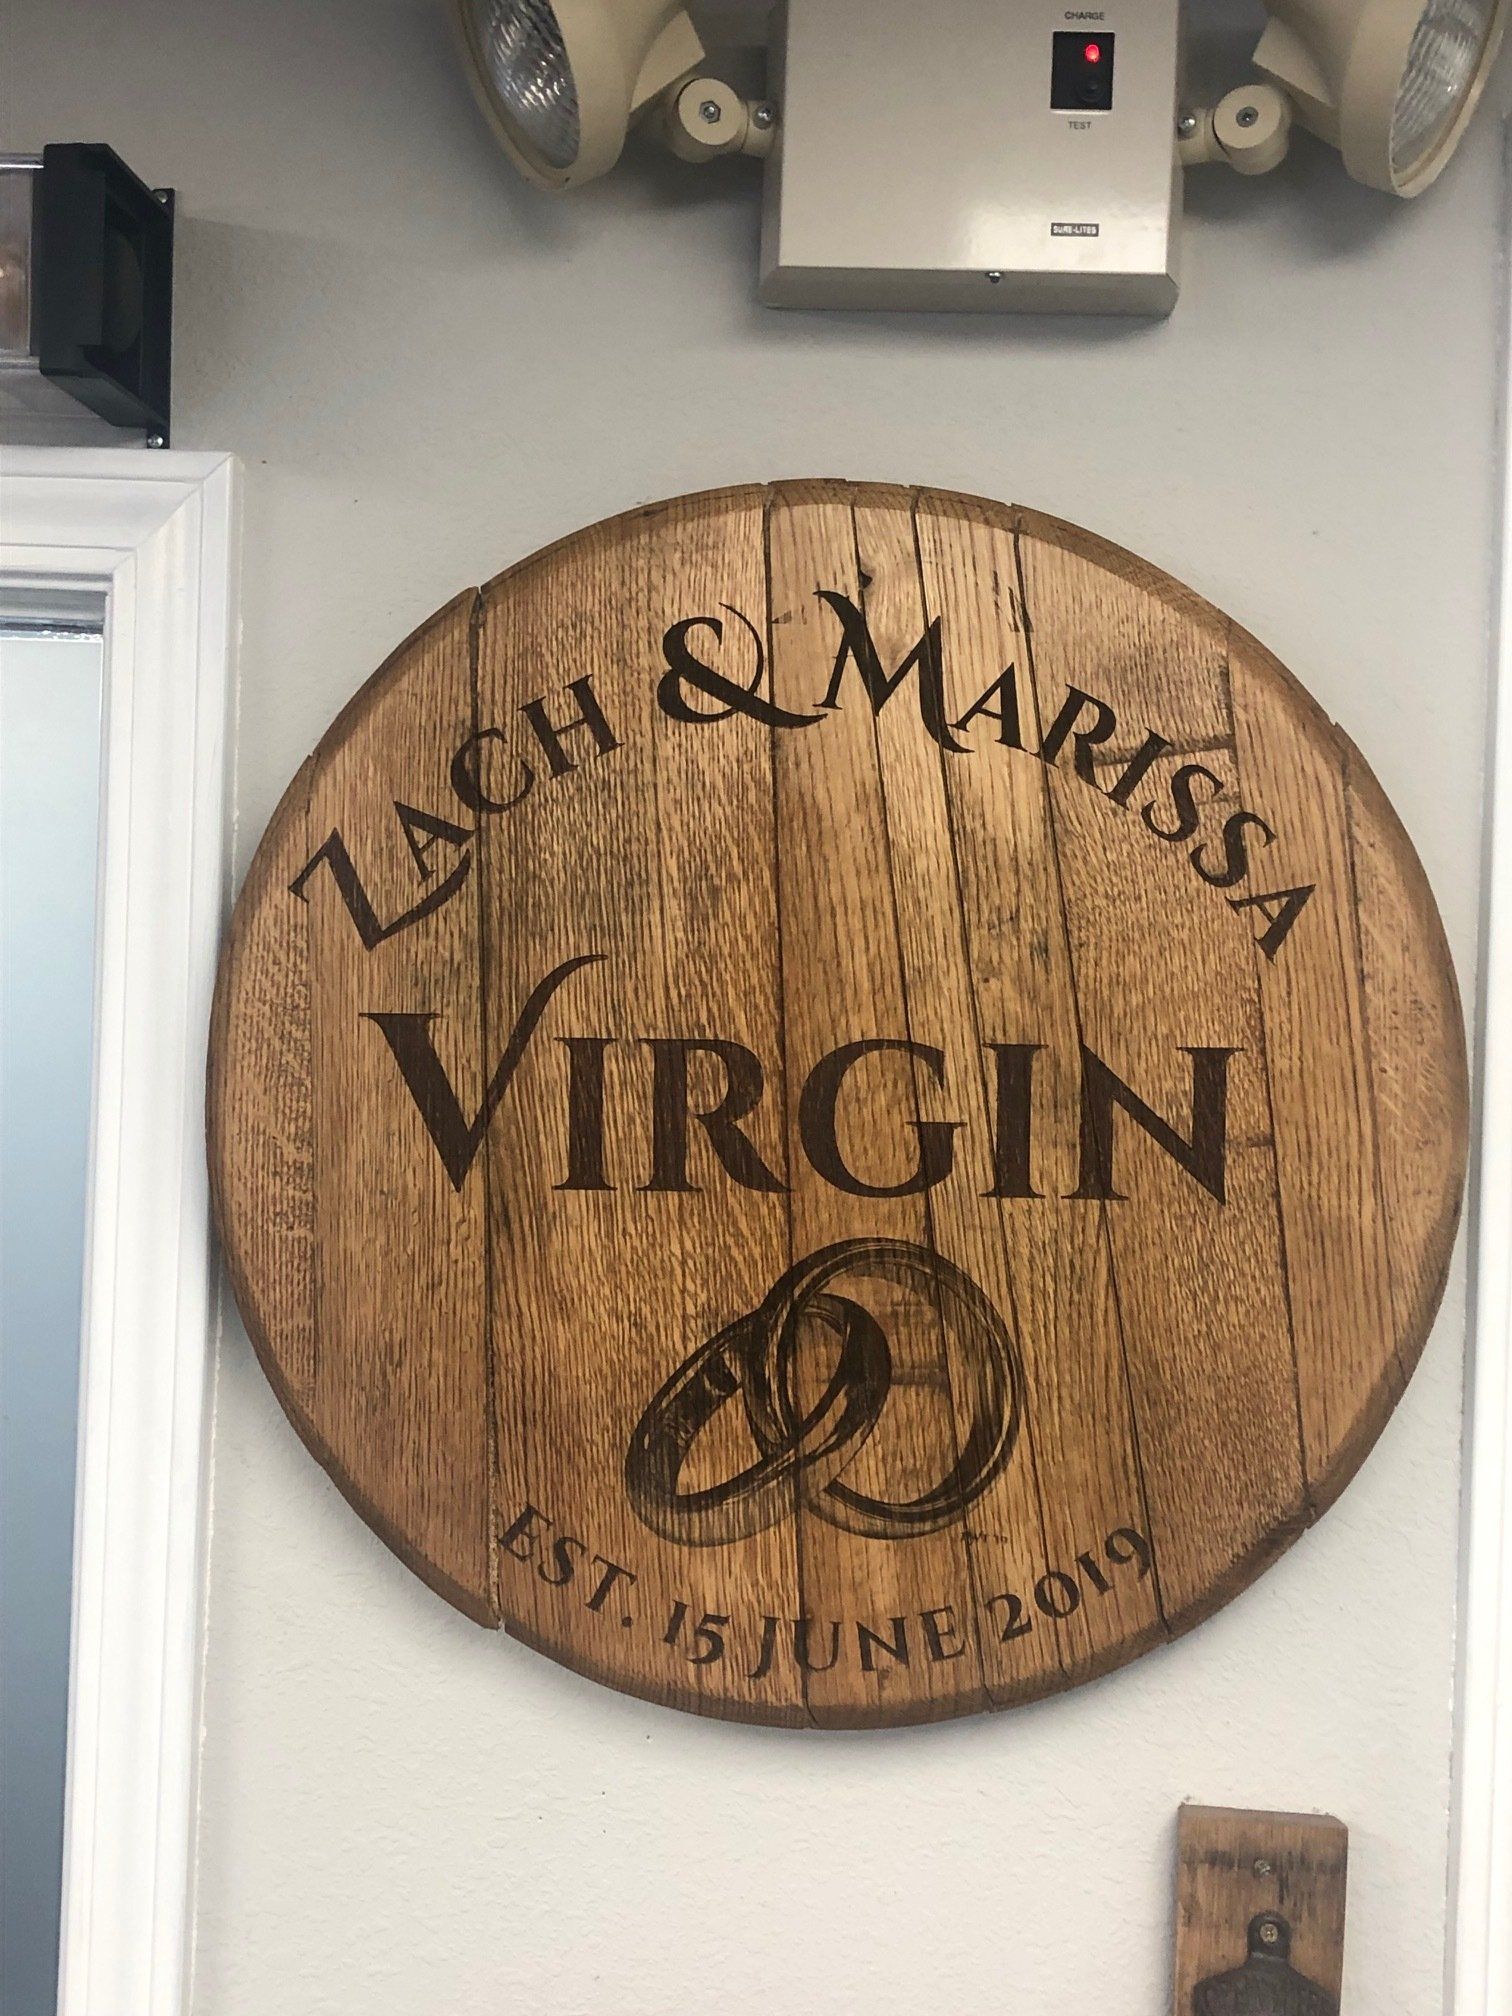 CHARGE
TEST
SURE-LITES
ZACH & MARISSA
VIRGIN
EST. 15 JUNE 2019